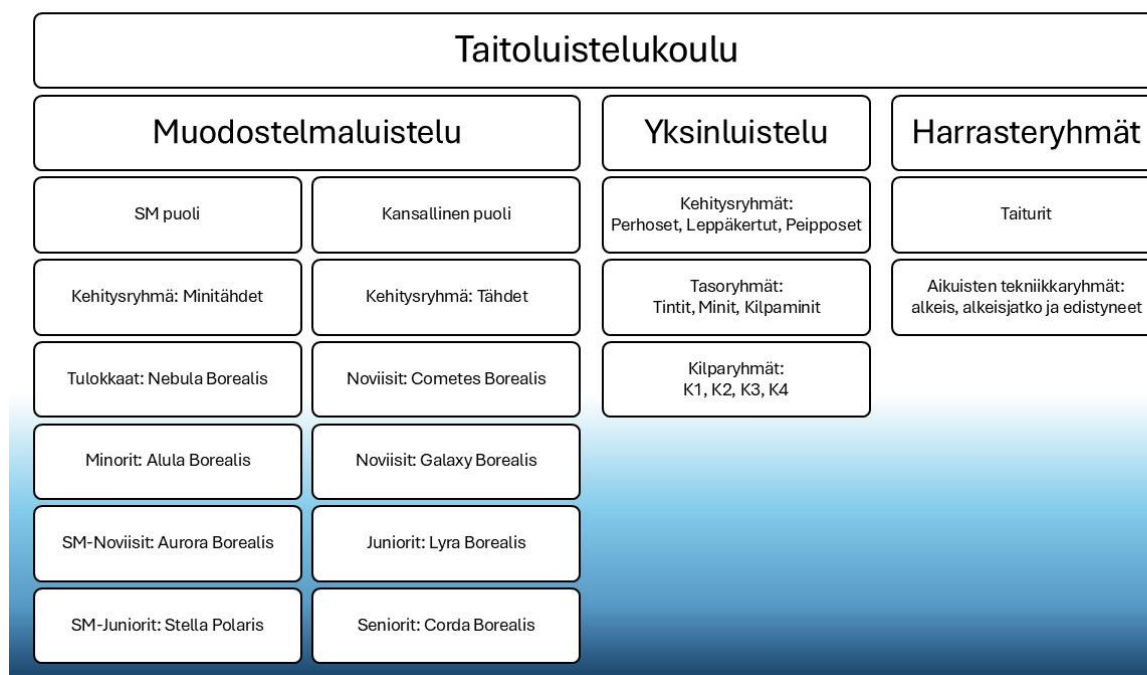 Taitoluistelukoulu
Muodostelmaluistelu
Yksinluistelu
Harrasteryhmät
SM puoli
Kansallinen puoli
Kehitysryhmät:
Perhoset, Leppäkertut, Peipposet
Taiturit
Kehitysryhmä: Minitähdet
Kehitysryhmä: Tähdet
Tasoryhmät:
Tintit, Minit, Kilpaminit
Aikuisten tekniikkaryhmät:
alkeis, alkeisjatko ja edistyneet
Tulokkaat: Nebula Borealis
Noviisit: Cometes Borealis
Kilparyhmät:
K1, K2, K3, K4
Minorit: Alula Borealis
Noviisit: Galaxy Borealis
SM-Noviisit: Aurora Borealis
Juniorit: Lyra Borealis
SM-Juniorit: Stella Polaris
Seniorit: Corda Borealis